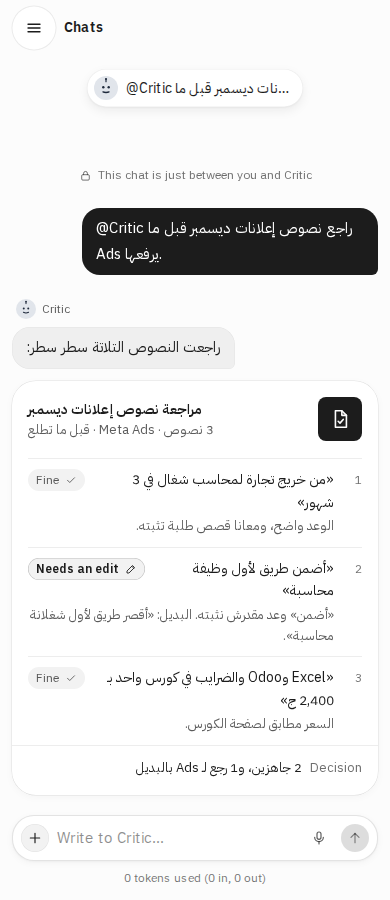 Chats
@Critic نات ديسمبر قبل ما...
This chat is just between you and Critic
@Critic راجع نصوص إعلانات ديسمبر قبل ما
Ads يرفعها.
Critic
راجعت النصوص التلاتة سطر سطر:
مراجعة نصوص إعلانات ديسمبر
3 نصوص · Meta Ads · قبل ما تطلع
1 «من خريج تجارة لمحاسب شغال في 3 Fine
شهور»
الوعد واضح، ومعانا قصص طلبة تثبته.
2 «أضمن طريق لأول وظيفة Needs an edit
محاسبة»
«أضمن» وعد مقدرش نثبته. البديل: «أقصر طريق لأول شغلانة
محاسبة».
3 «Excel وOdoo والضرايب في كورس واحد بـ Fine
2,400 ج»
السعر مطابق لصفحة الكورس.
Decision 2 جاهزين، و1 رجع لـ Ads بالبديل
Write to Critic...
0 tokens used (0 in, 0 out)